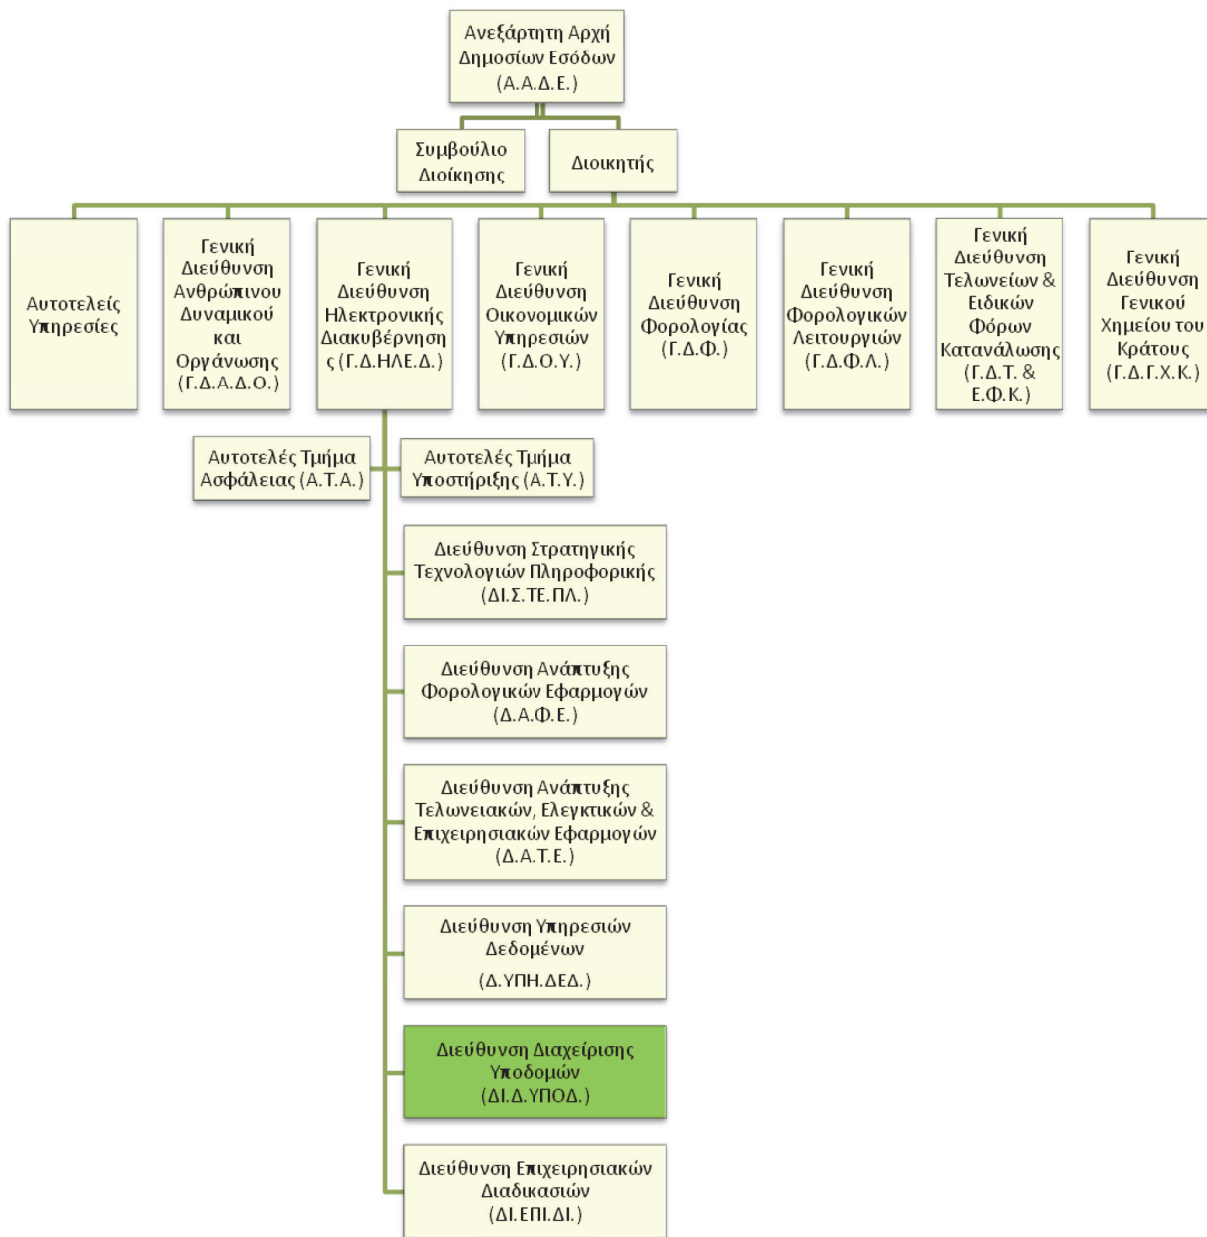 Ανεξάρτητη Αρχή
Δημοσίων Εσόδων
(Α.Α.Δ.Ε.)
Συμβούλιο
Διοίκησης
Διοικητής
Αυτοτελείς
Υπηρεσίες
Γενική
Διεύθυνση
Ανθρώπινου
Δυναμικού
και
Οργάνωσης
(Γ.Δ.Α.Δ.Ο.)
Γενική
Διεύθυνση
Ηλεκτρονικής
Διακυβέρνηση
ς (Γ.Δ.ΗΛΕ.Δ.)
Γενική
Διεύθυνση
Οικονομικών
Υπηρεσιών
(Γ.Δ.Ο.Υ.)
Γενική
Διεύθυνση
Φορολογίας
(Γ.Δ.Φ.)
Γενική
Διεύθυνση
Φορολογικών
Λειτουργιών
(Γ.Δ.Φ.Λ.)
Γενική
Διεύθυνση
Τελωνείων &
Ειδικών
Φόρων
Κατανάλωσης
(Γ.Δ.Τ. &
Ε.Φ.Κ.)
Γενική
Διεύθυνση
Γενικού
Χημείου του
Κράτους
(Γ.Δ.Γ.Χ.Κ.)
Αυτοτελές Τμήμα
Ασφάλειας (Α.Τ.Α.)
Αυτοτελές Τμήμα
Υποστήριξης (Α.Τ.Υ.)
Διεύθυνση Στρατηγικής
Τεχνολογιών Πληροφορικής
(ΔΙ.Σ.ΤΕ.ΠΛ.)
Διεύθυνση Ανάπτυξης
Φορολογικών Εφαρμογών
(Δ.Α.Φ.Ε.)
Διεύθυνση Ανάπτυξης
Τελωνειακών, Ελεγκτικών &
Επιχειρησιακών Εφαρμογών
(Δ.Α.Τ.Ε.)
Διεύθυνση Υπηρεσιών
Δεδομένων
(Δ.ΥΠΗ.ΔΕΔ.)
Διεύθυνση Διαχείρισης
Υποδομών
(ΔΙ.Δ.ΥΠΟΔ.)
Διεύθυνση Επιχειρησιακών
Διαδικασιών
(ΔΙ.ΕΠΙ.ΔΙ.)